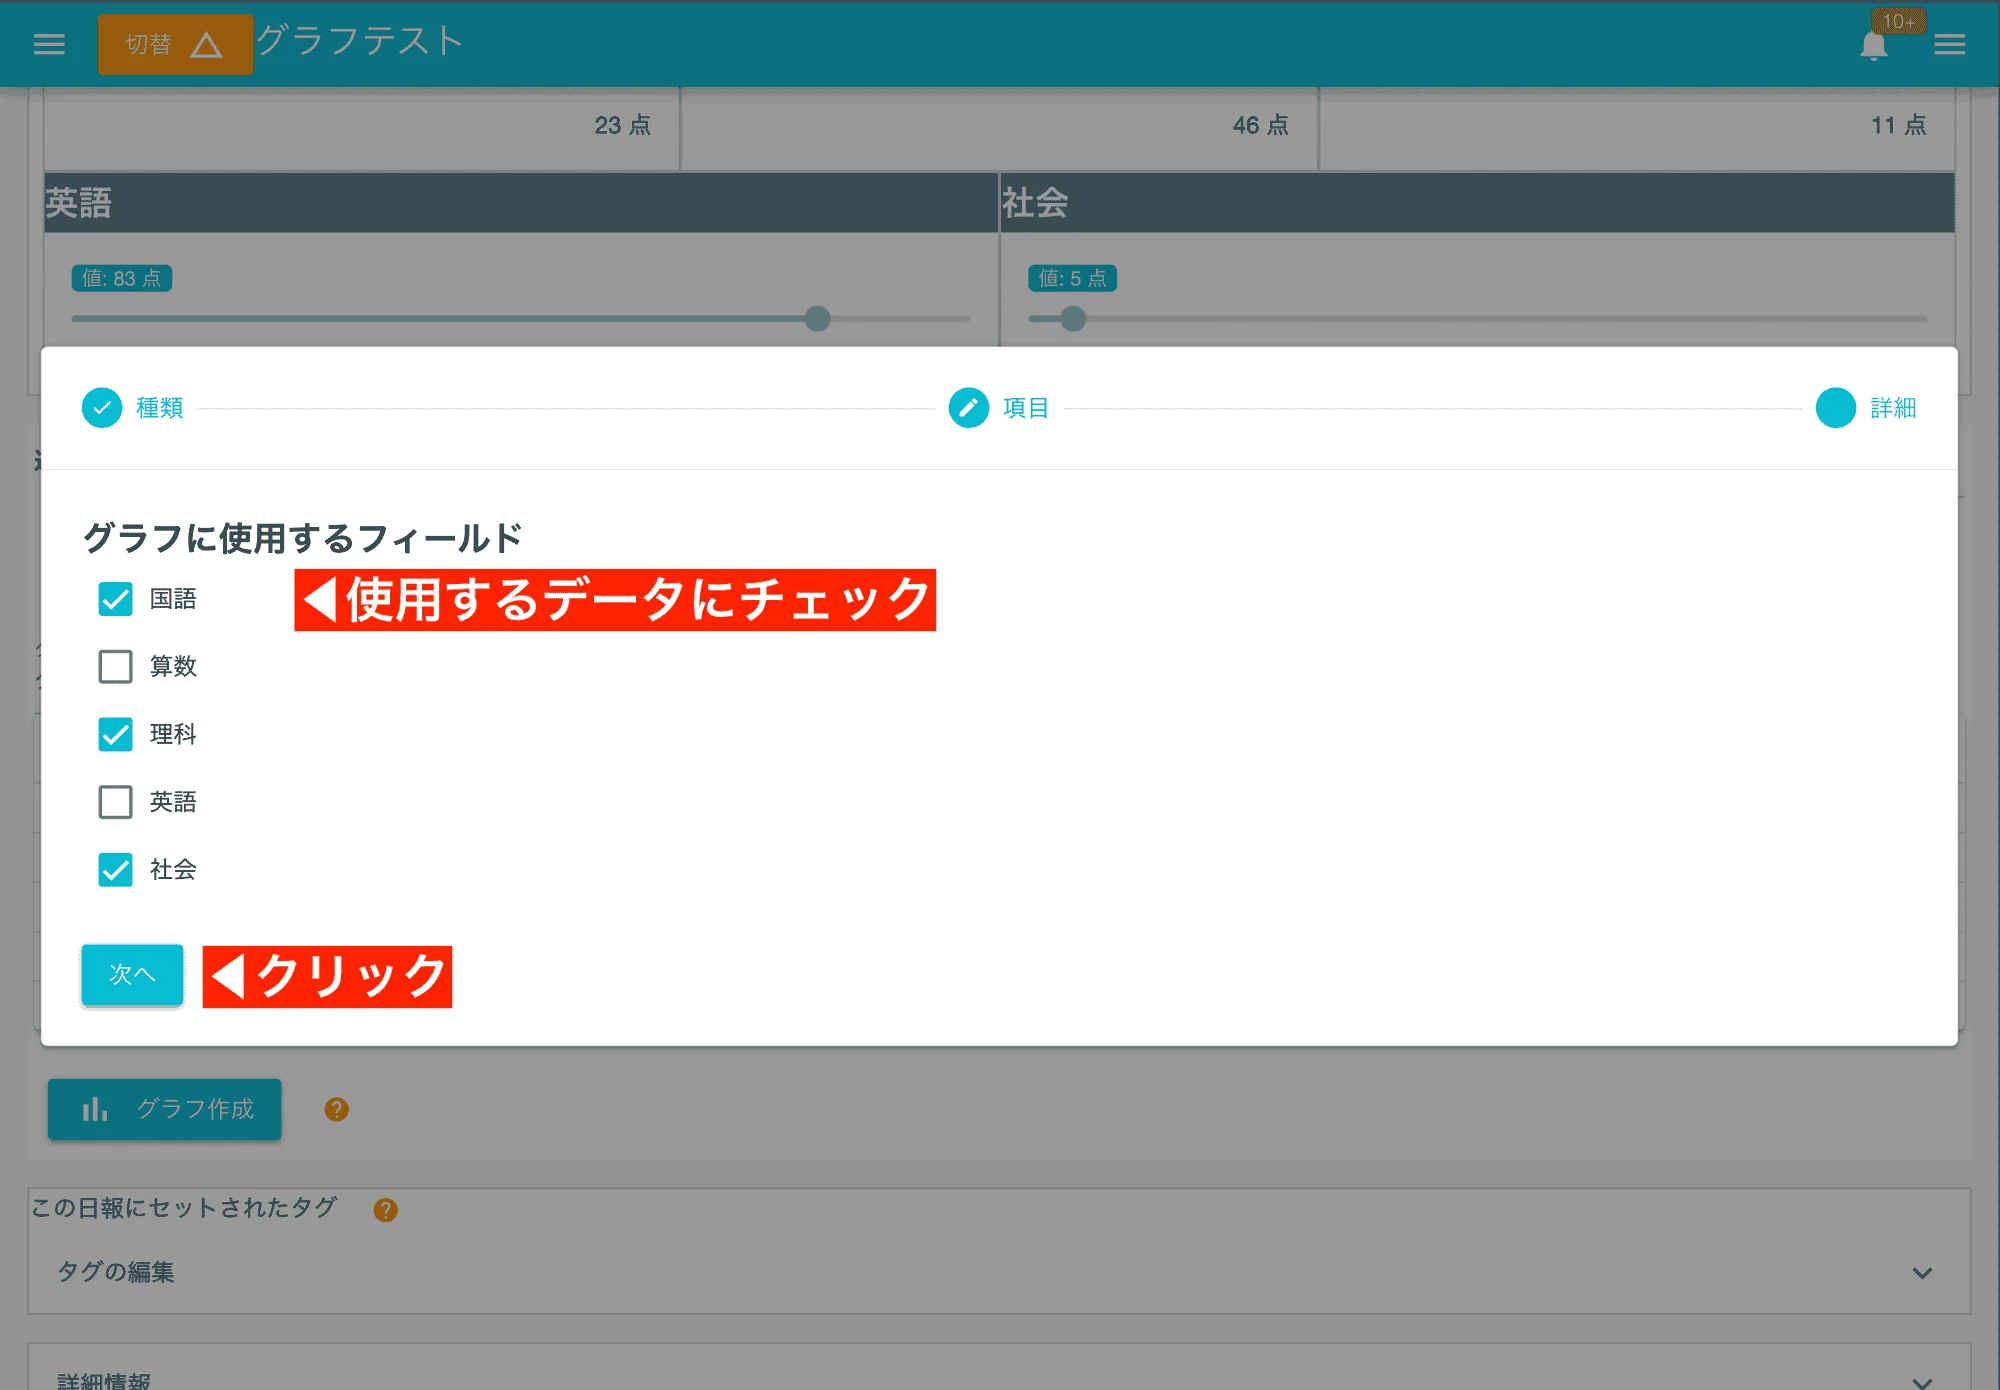 切替 グラフテスト 10+
23 点 46 点 11 点
英語 社会
値: 83 点 値: 5 点
種類 項目 詳細
グラフに使用するフィールド
国語 ◀使用するデータにチェック
算数
理科
英語
社会
次へ ◀クリック
グラフ作成 ?
この日報にセットされたタグ ?
タグの編集
詳細情報